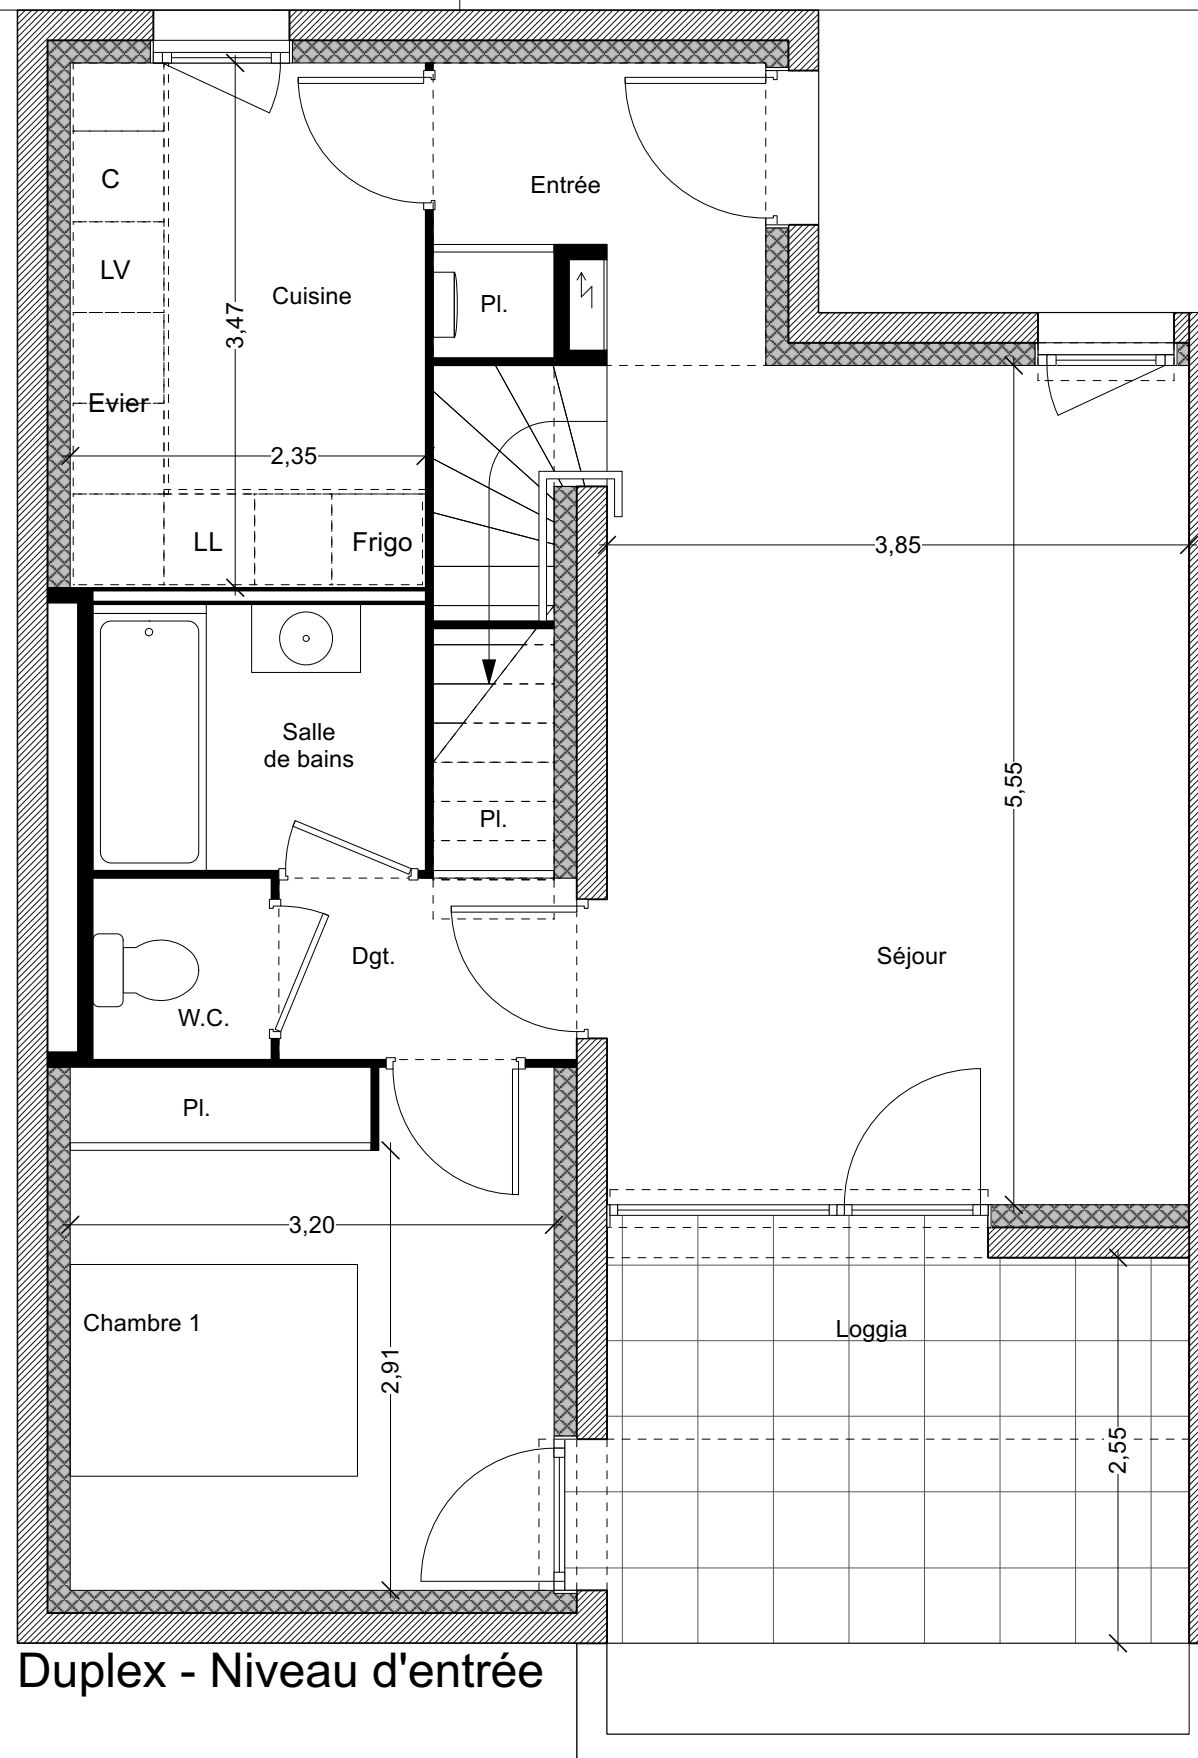 Entrée
C
LV
Cuisine
Pl.
3,47
Evier
2,35
LL
Frigo
3,85
Salle
de bains
5,55
Pl.
Dgt.
Séjour
W.C.
Pl.
3,20
Chambre 1
Loggia
2,91
2,55
Duplex - Niveau d'entrée